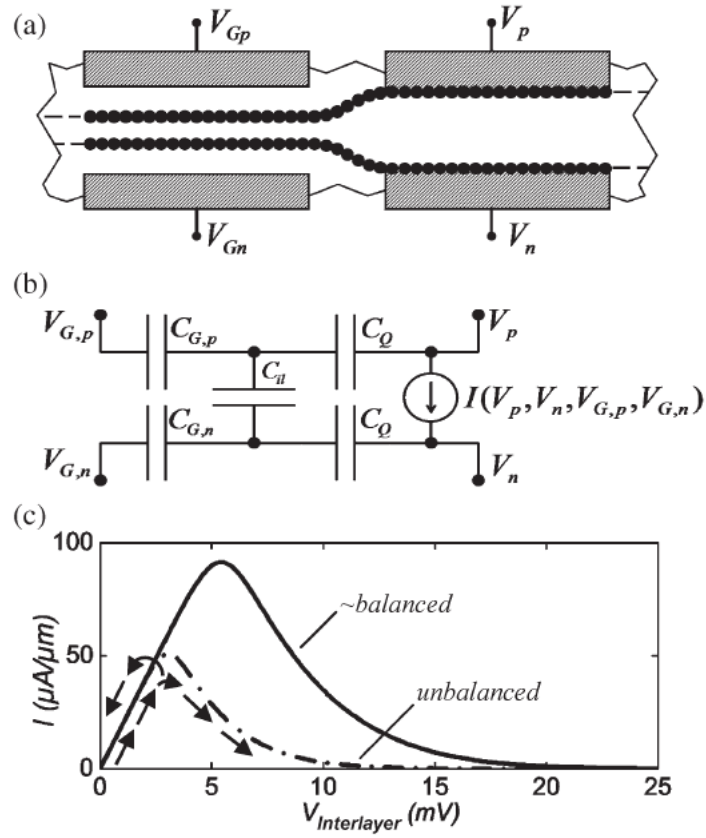 (a)
V_Gp
V_p
V_Gn
V_n
(b)
V_G,p
C_G,p
C_Q
V_p
C_il
I(V_p,V_n,V_G,p,V_G,n)
C_G,n
C_Q
V_G,n
V_n
(c)
100
~balanced
50
unbalanced
I (μA/μm)
0
0 5 10 15 20 25
V_Interlayer (mV)